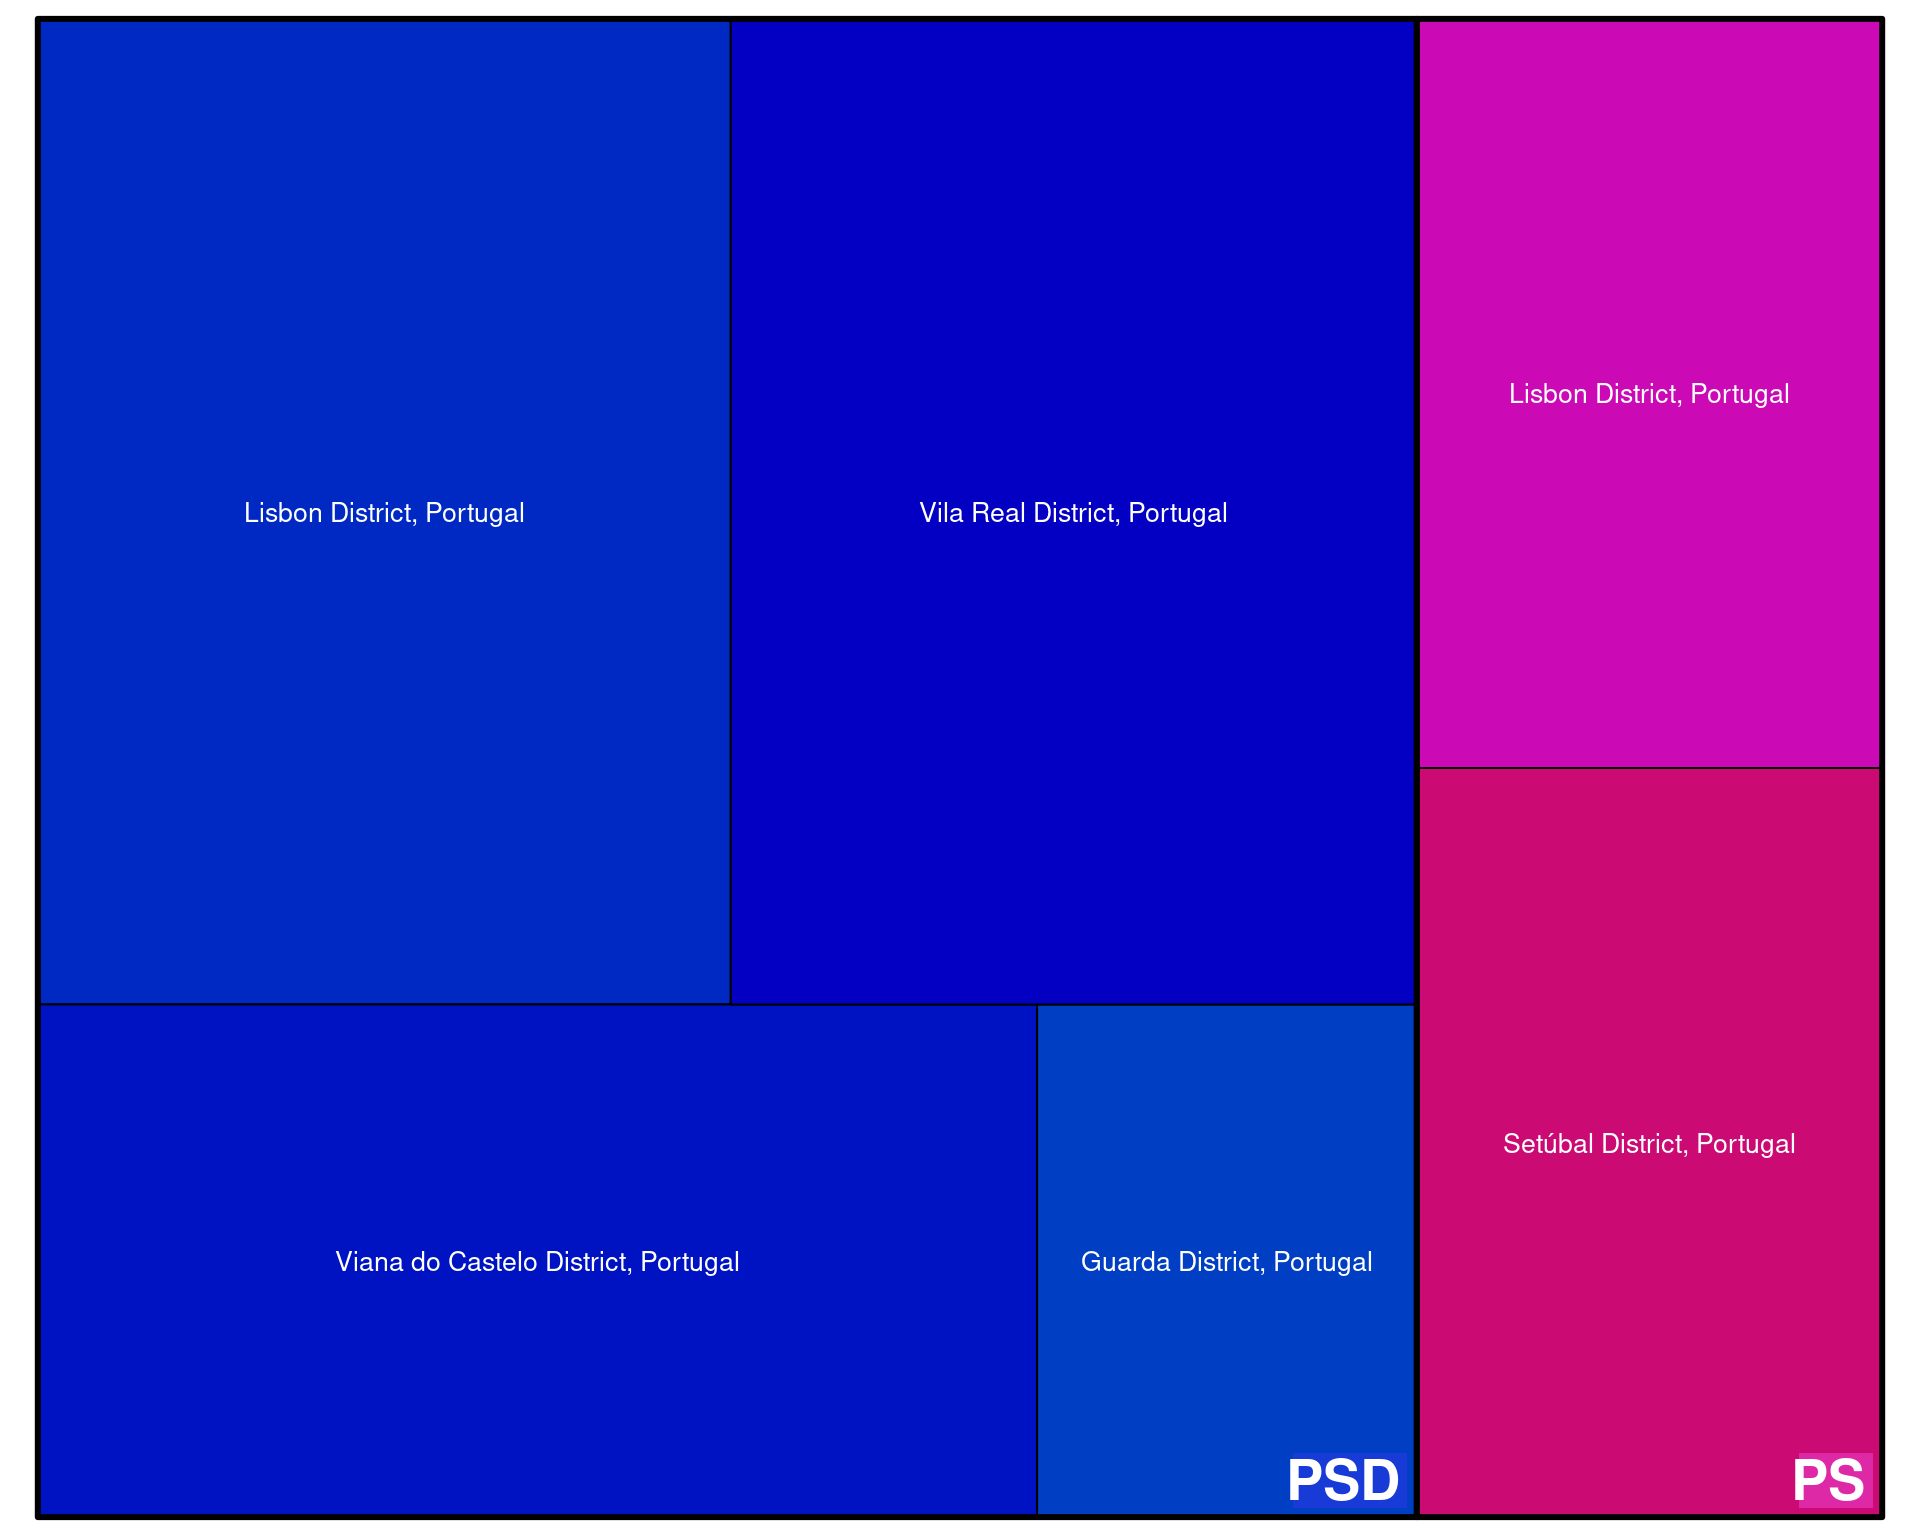 Lisbon District, Portugal
Vila Real District, Portugal
Lisbon District, Portugal
Setúbal District, Portugal
Viana do Castelo District, Portugal
Guarda District, Portugal
PSD
PS